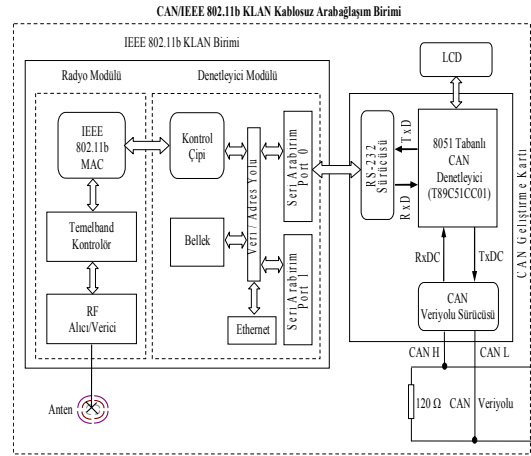 CAN/IEEE 802.11b KLAN Kablosuz Arabağlaşım Birimi
IEEE 802.11b KLAN Birimi
Radyo Modülü
Denetleyici Modülü
IEEE
802.11b
MAC
Temelband
Kontrolör
RF
Alıcı/Verici
Anten
Kontrol
Çipi
Bellek
Veri / Adres Yolu
Ethernet
Seri Arabirim
Port 0
Seri Arabirim
Port 1
LCD
RS-232
Sürücüsü
TxD
RxD
8051 Tabanlı
CAN
Denetleyici
(T89C51CC01)
CAN Geliştirme Kartı
RxDC
TxDC
CAN
Veriyolu Sürücüsü
CAN H
CAN L
120 Ω
CAN Veriyolu